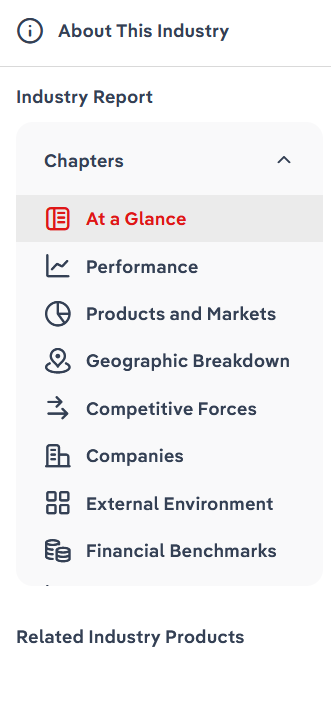 About This Industry
Industry Report
Chapters
At a Glance
Performance
Products and Markets
Geographic Breakdown
Competitive Forces
Companies
External Environment
Financial Benchmarks
Related Industry Products